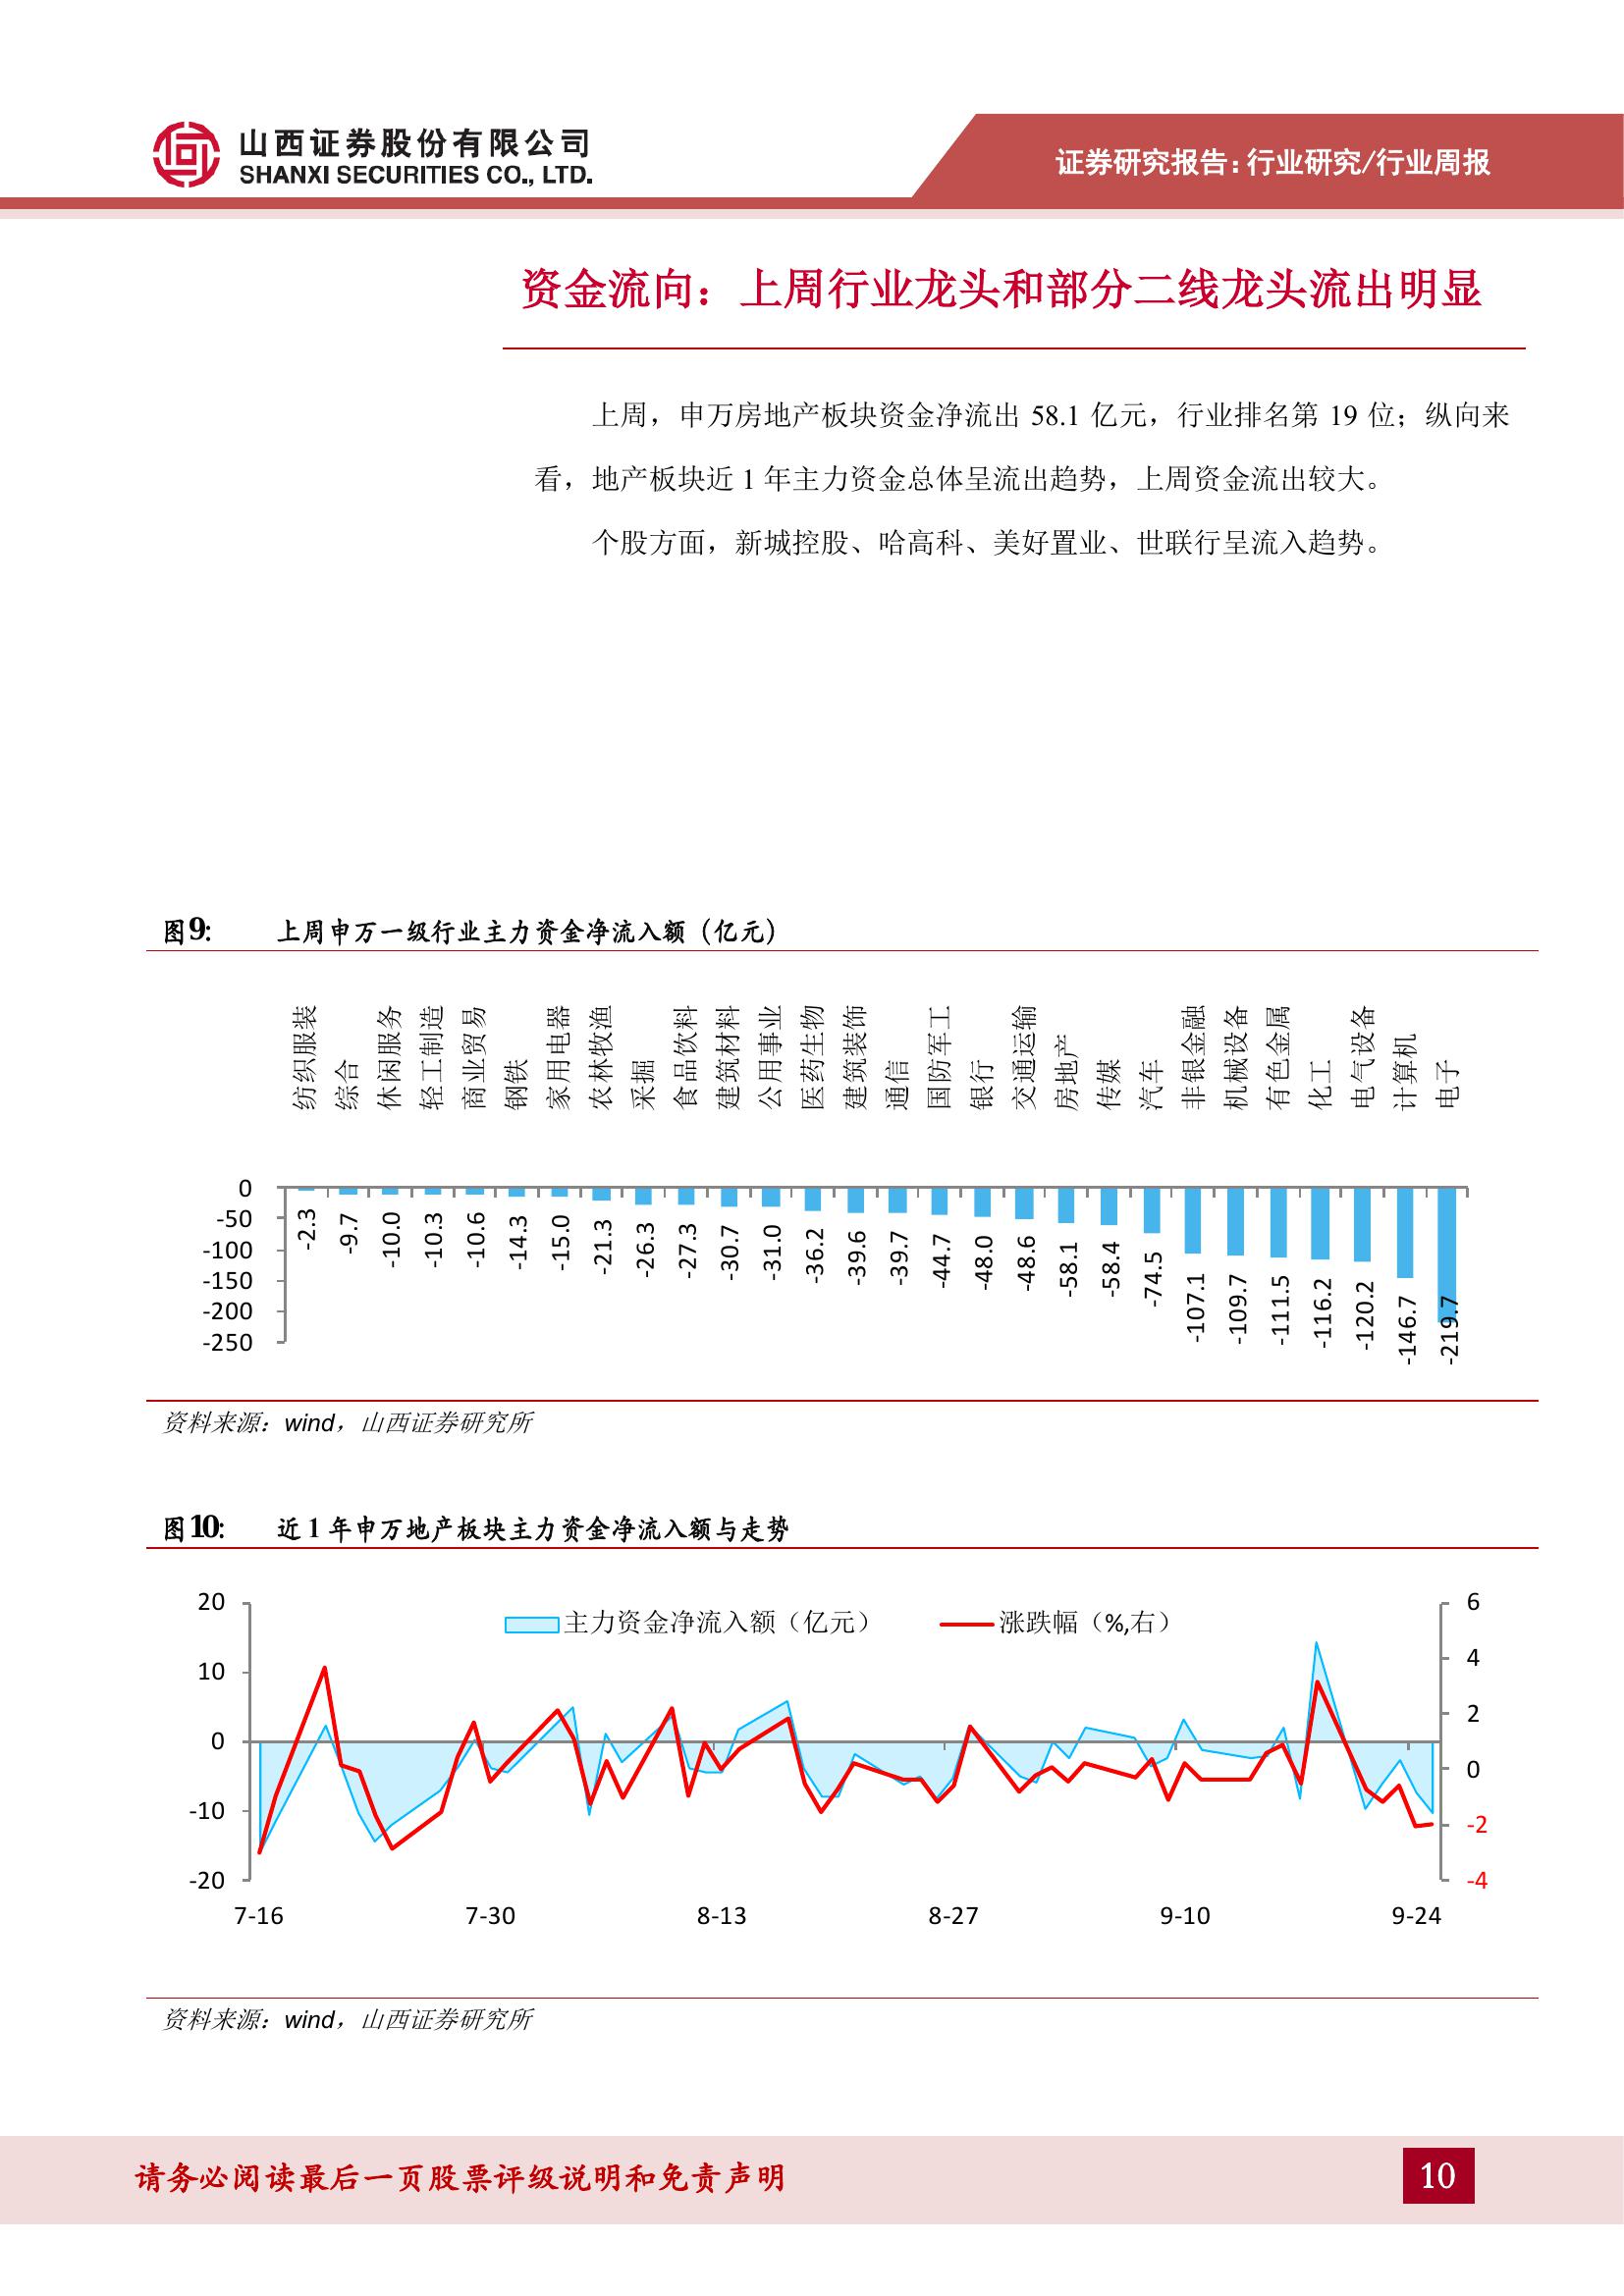 山西证券股份有限公司
SHANXI SECURITIES CO., LTD.
证券研究报告：行业研究/行业周报
资金流向：上周行业龙头和部分二线龙头流出明显
上周，申万房地产板块资金净流出 58.1 亿元，行业排名第 19 位；纵向来
看，地产板块近 1 年主力资金总体呈流出趋势，上周资金流出较大。
个股方面，新城控股、哈高科、美好置业、世联行呈流入趋势。
图9: 上周申万一级行业主力资金净流入额（亿元）
纺织服装
综合
休闲服务
轻工制造
商业贸易
钢铁
家用电器
农林牧渔
采掘
食品饮料
建筑材料
公用事业
医药生物
建筑装饰
通信
国防军工
银行
交通运输
房地产
传媒
汽车
非银金融
机械设备
有色金属
化工
电气设备
计算机
电子
0
-50
-100
-150
-200
-250
-2.3
-9.7
-10.0
-10.3
-10.6
-14.3
-15.0
-21.3
-26.3
-27.3
-30.7
-31.0
-36.2
-39.6
-39.7
-44.7
-48.0
-48.6
-58.1
-58.4
-74.5
-107.1
-109.7
-111.5
-116.2
-120.2
-146.7
-219.7
资料来源：wind，山西证券研究所
图10: 近 1 年申万地产板块主力资金净流入额与走势
主力资金净流入额（亿元） 涨跌幅（%,右）
20
10
0
-10
-20
6
4
2
0
-2
-4
7-16 7-30 8-13 8-27 9-10 9-24
资料来源：wind，山西证券研究所
请务必阅读最后一页股票评级说明和免责声明
10